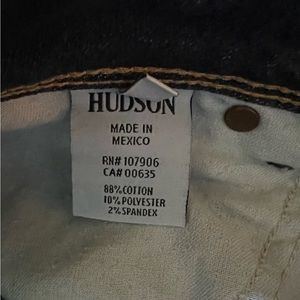 HUDSON
MADE IN
MEXICO
RN# 107906
CA# 00635
88% COTTON
10% POLYESTER
2% SPANDEX